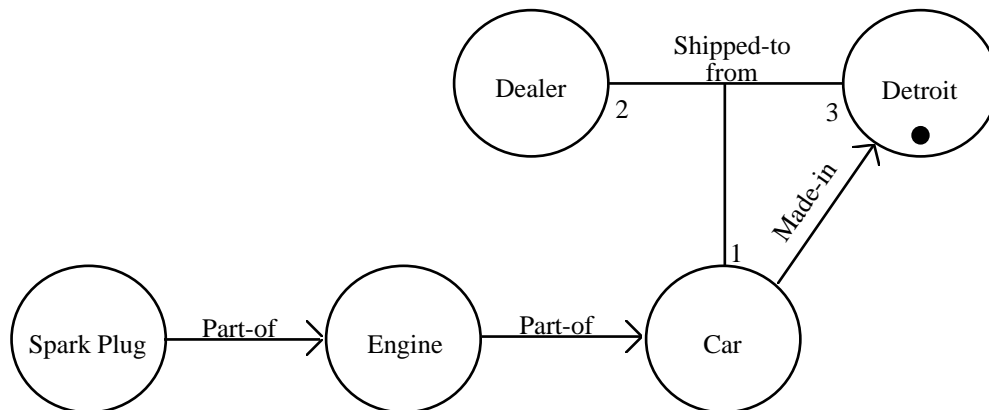 Shipped-to
from
Dealer
Detroit
2
3
Made-in
1
Spark Plug
Part-of
Engine
Part-of
Car